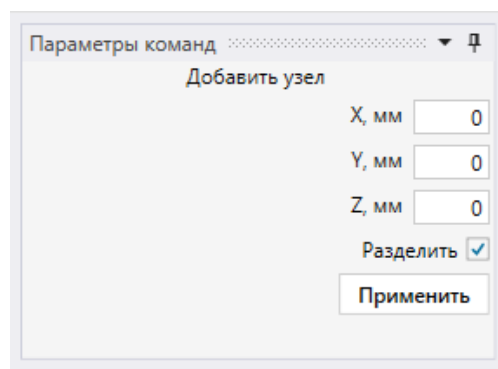 Параметры команд
Добавить узел
X, мм 0
Y, мм 0
Z, мм 0
Разделить
Применить